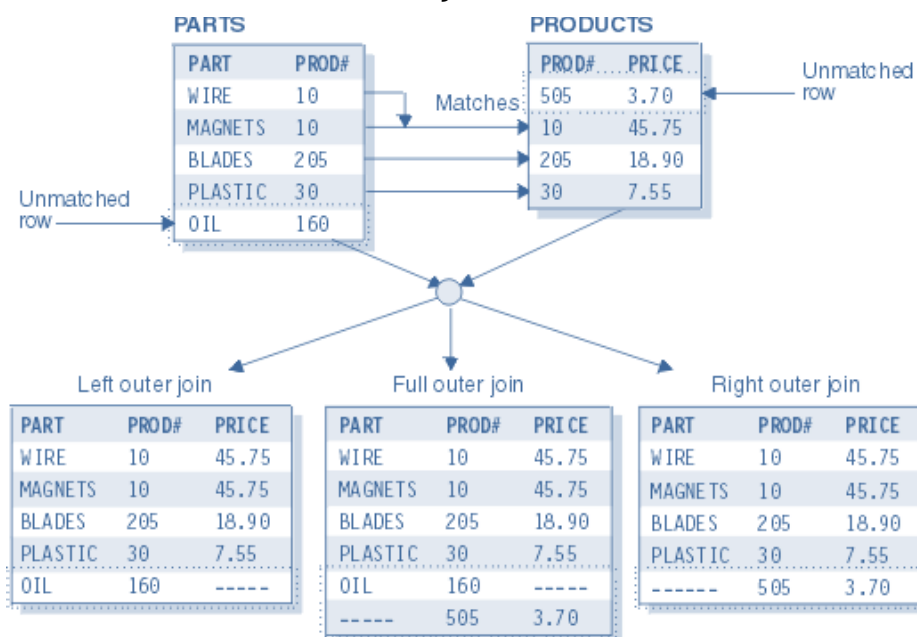 PARTS
PART PROD#
WIRE 10
MAGNETS 10
BLADES 205
PLASTIC 30
OIL 160
Unmatched
row
Matches
PRODUCTS
PROD# PRICE
505 3.70
10 45.75
205 18.90
30 7.55
Unmatched
row
Left outer join
PART PROD# PRICE
WIRE 10 45.75
MAGNETS 10 45.75
BLADES 205 18.90
PLASTIC 30 7.55
OIL 160 -----
Full outer join
PART PROD# PRICE
WIRE 10 45.75
MAGNETS 10 45.75
BLADES 205 18.90
PLASTIC 30 7.55
OIL 160 -----
----- 505 3.70
Right outer join
PART PROD# PRICE
WIRE 10 45.75
MAGNETS 10 45.75
BLADES 205 18.90
PLASTIC 30 7.55
------ 505 3.70